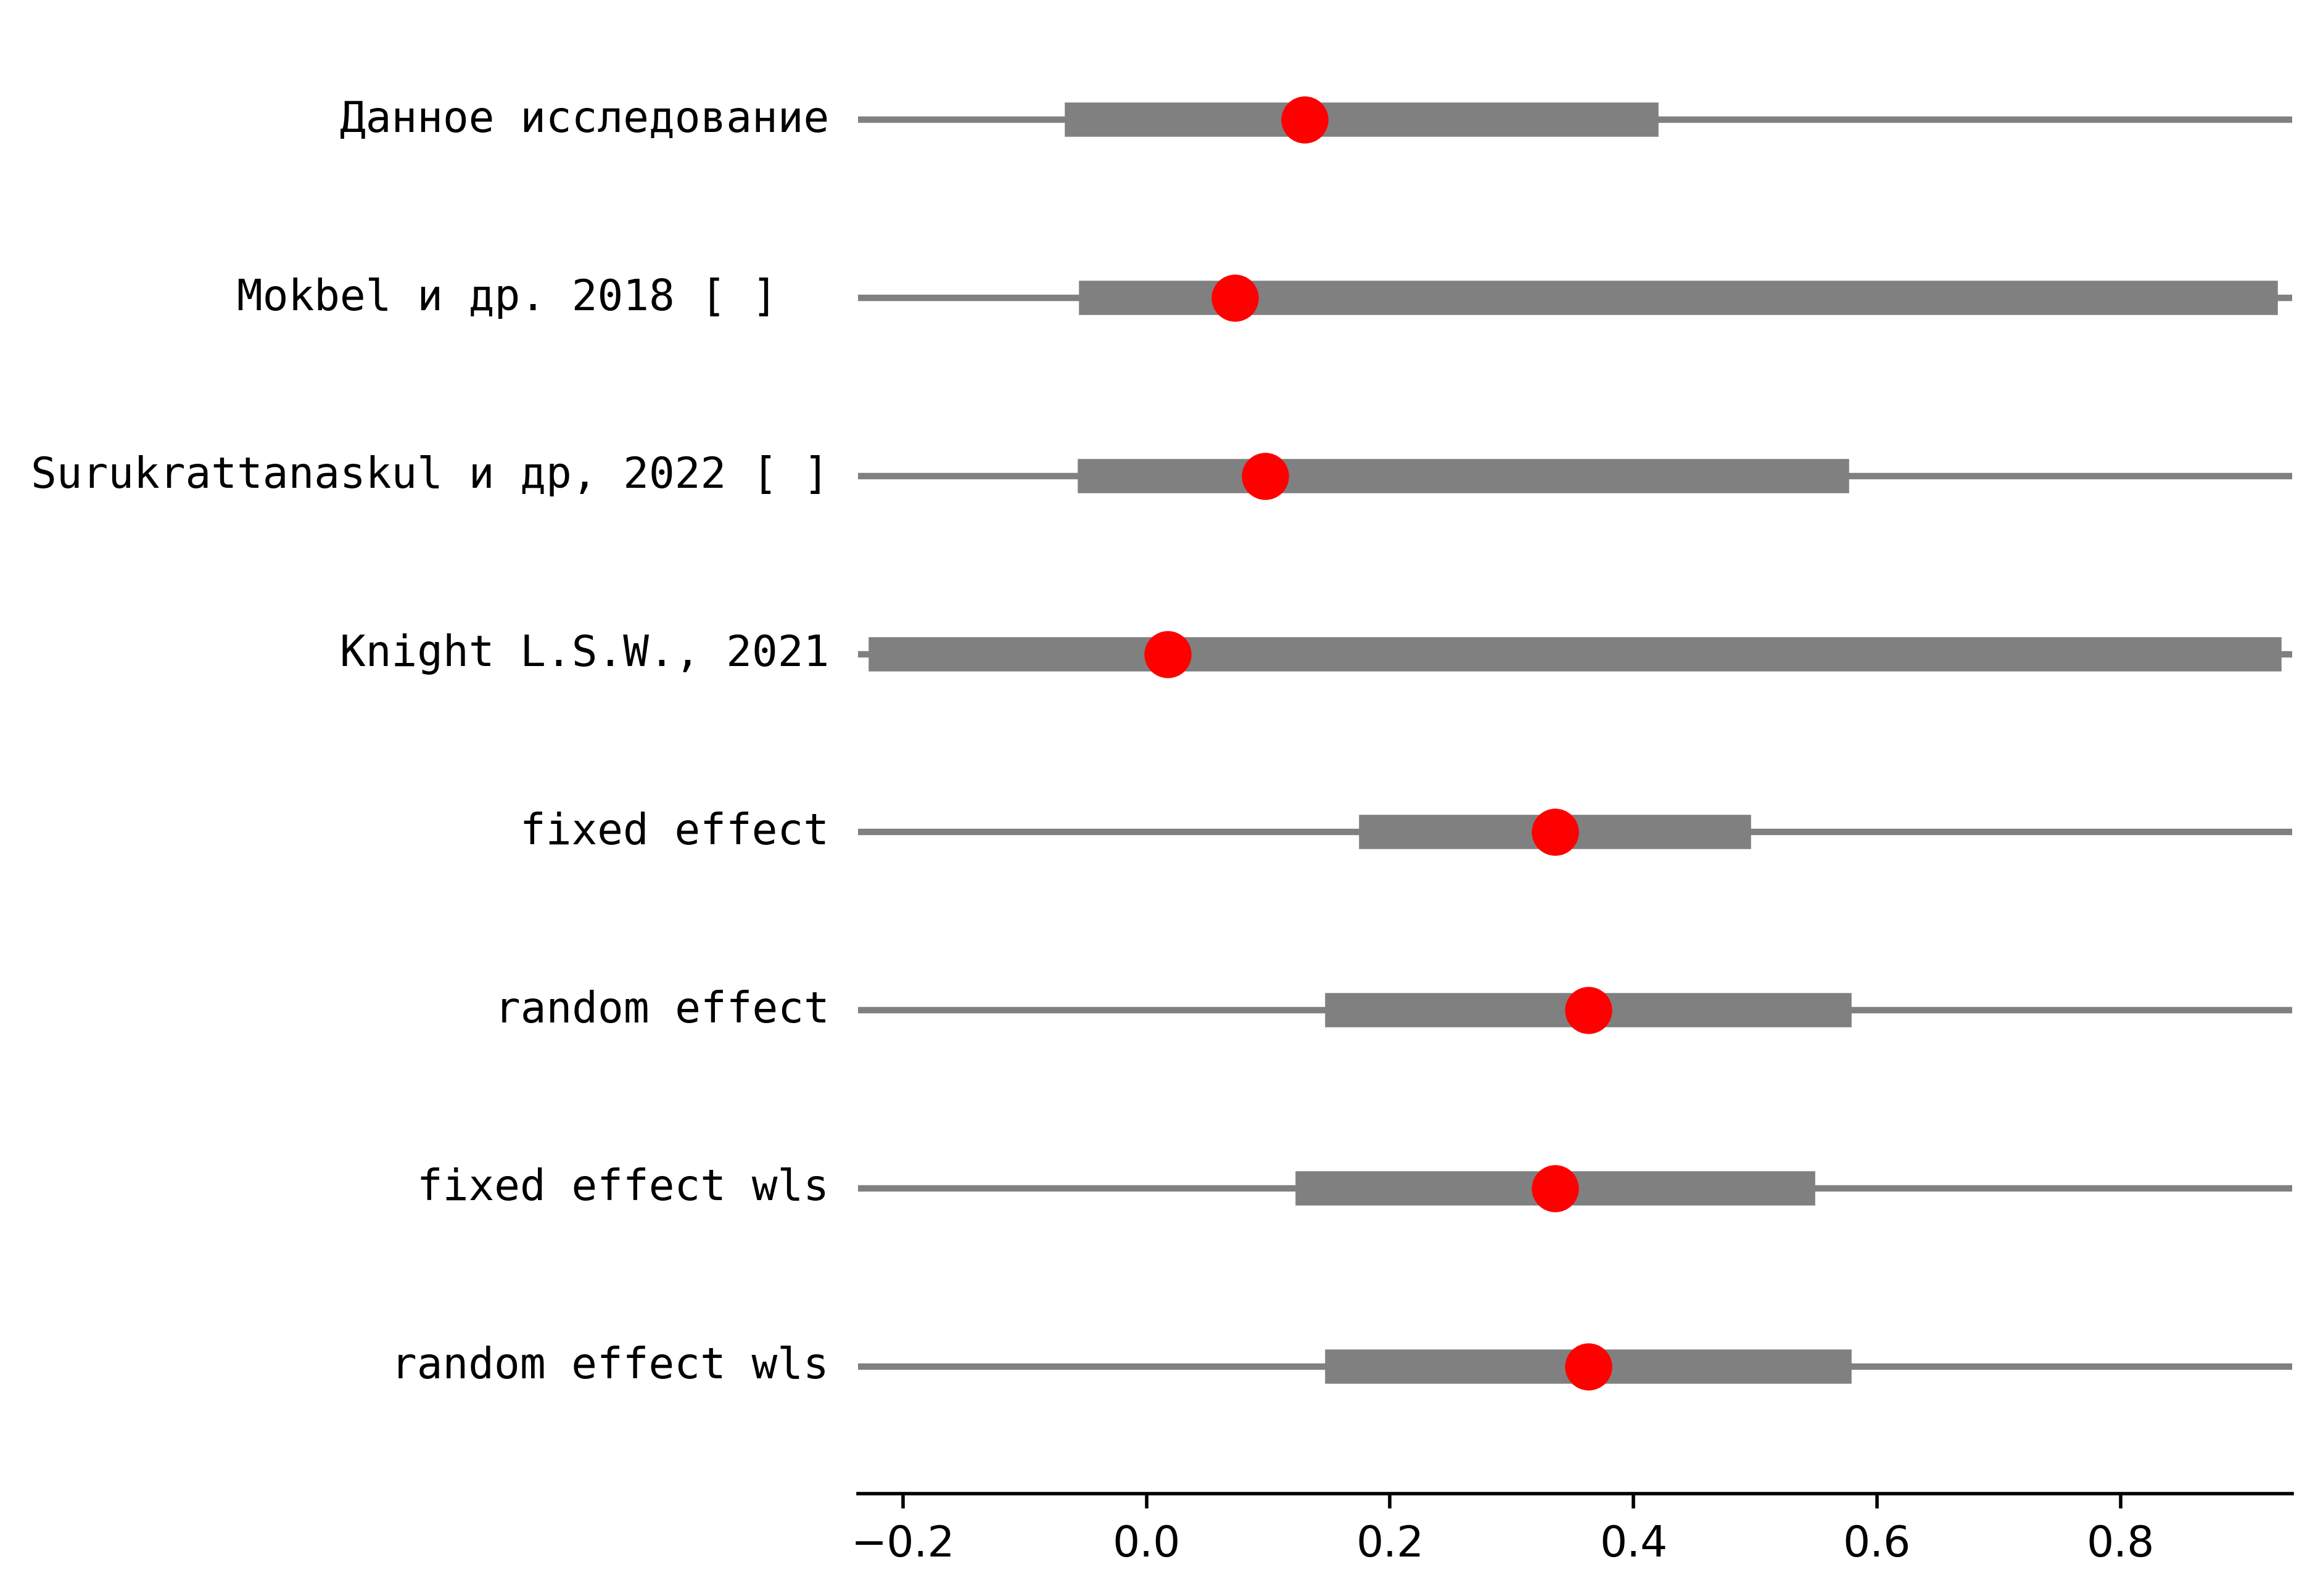 Данное исследование
Mokbel и др. 2018 [ ]
Surukrattanaskul и др, 2022 [ ]
Knight L.S.W., 2021
fixed effect
random effect
fixed effect wls
random effect wls
−0.2 0.0 0.2 0.4 0.6 0.8